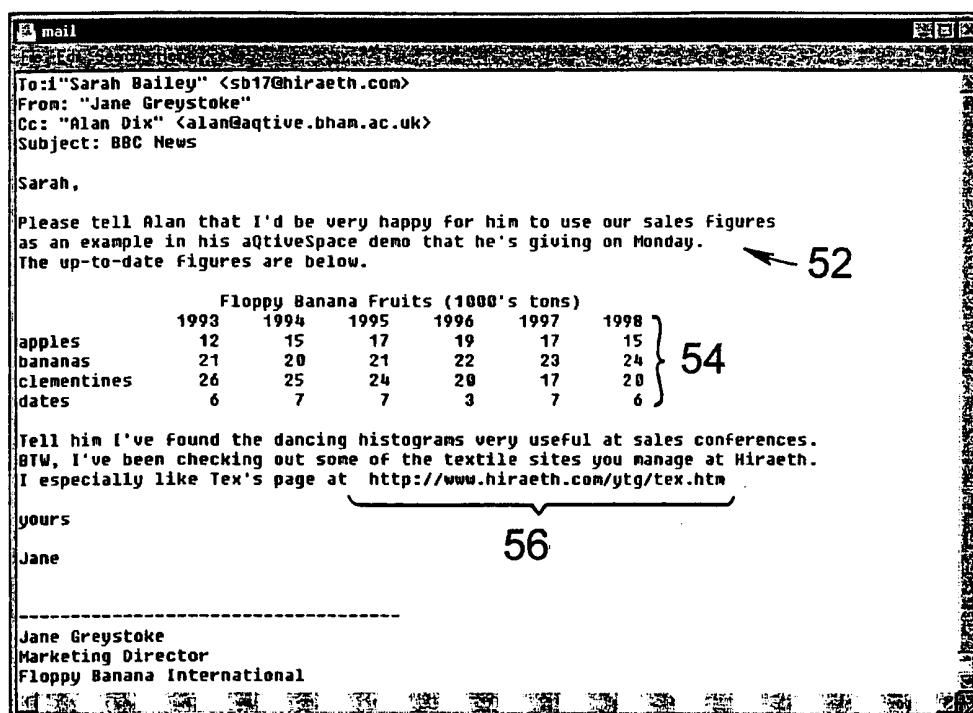 mail
To:i"Sarah Bailey" <sb17@hiraeth.com>
From: "Jane Greystoke"
Cc: "Alan Dix" <alan@aqtive.bham.ac.uk>
Subject: BBC News
Sarah,
Please tell Alan that I'd be very happy for him to use our sales figures
as an example in his aQtiveSpace demo that he's giving on Monday.
The up-to-date figures are below.
52
Floppy Banana Fruits (1000's tons)
1993 1994 1995 1996 1997 1998
apples 12 15 17 19 17 15
bananas 21 20 21 22 23 24
clementines 26 25 24 20 17 20
dates 6 7 7 3 7 6
54
Tell him I've found the dancing histograms very useful at sales conferences.
BTW, I've been checking out some of the textile sites you manage at Hiraeth.
I especially like Tex's page at http://www.hiraeth.com/ytg/tex.htm
56
yours
Jane
----------------------------------------
Jane Greystoke
Marketing Director
Floppy Banana International